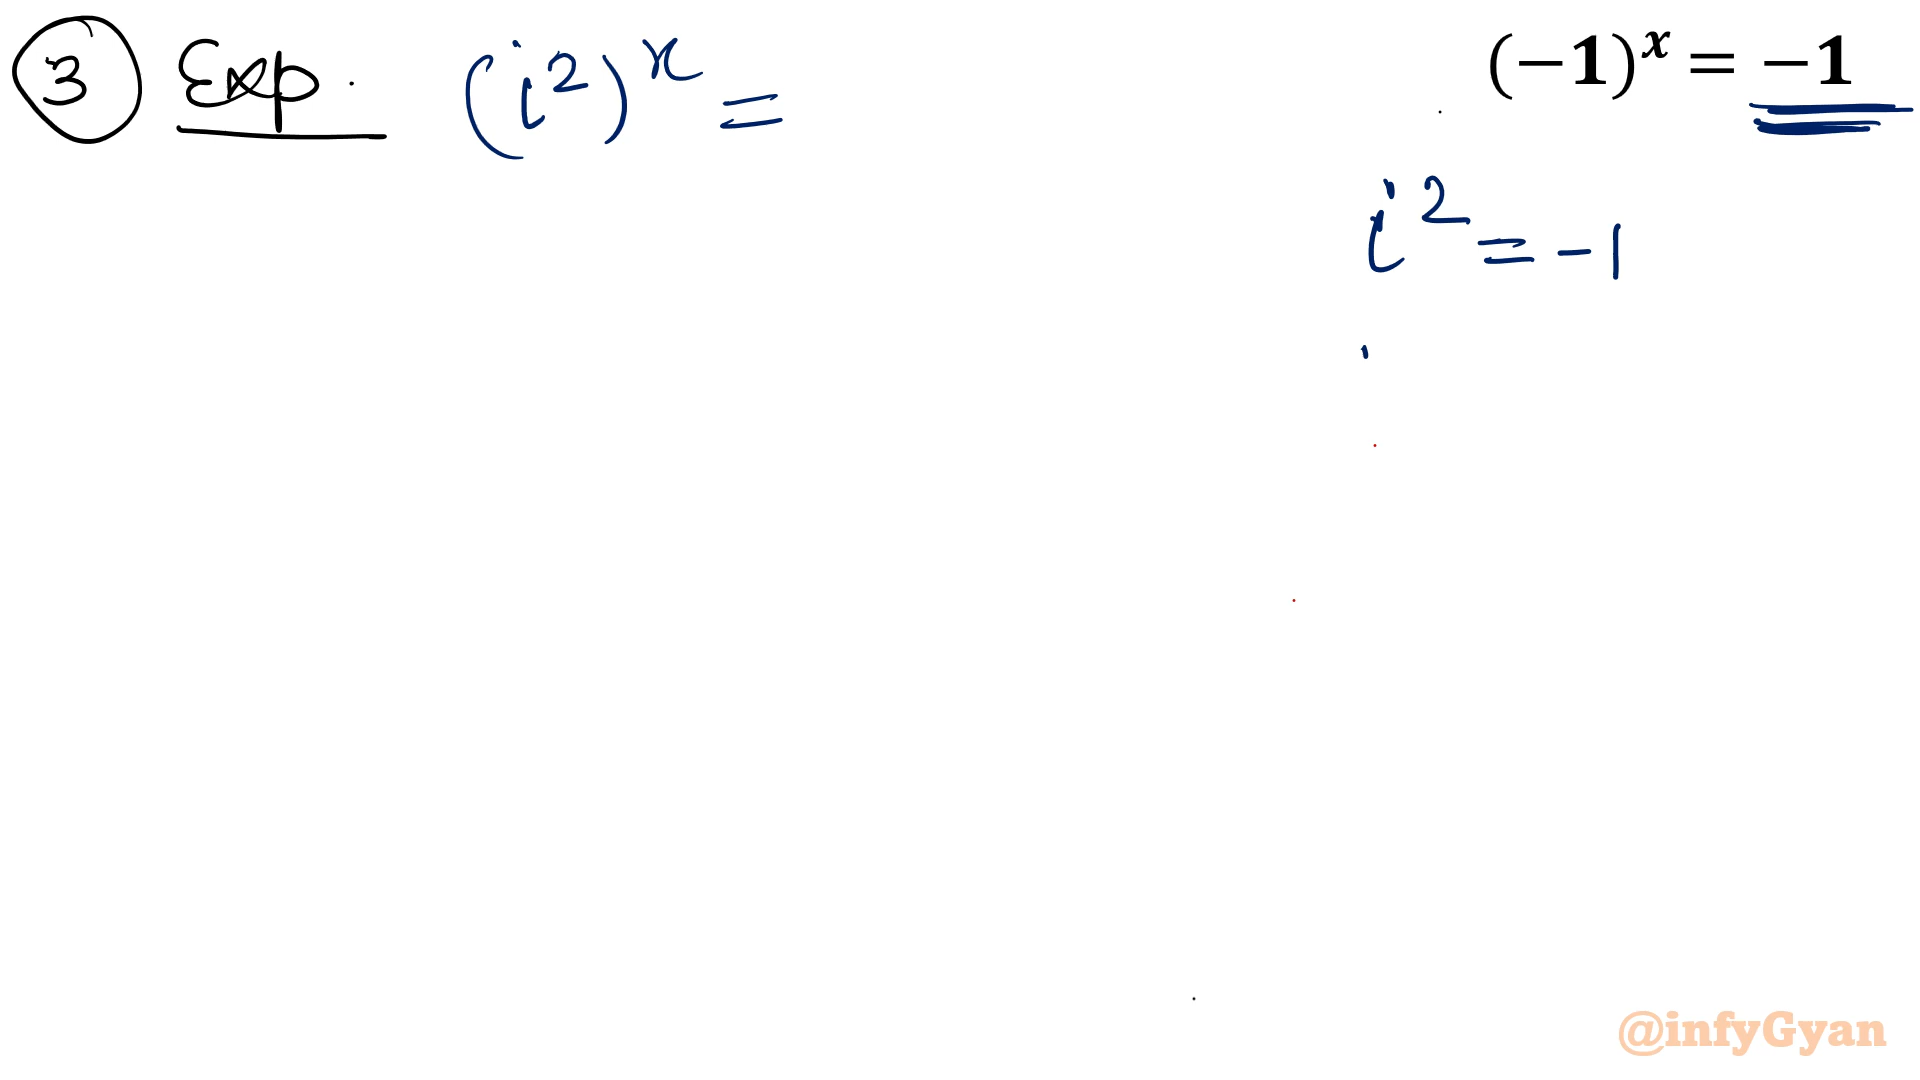 ③ Exp. (i²)ˣ =
(−1)ˣ = −1
i² = −1
@infyGyan